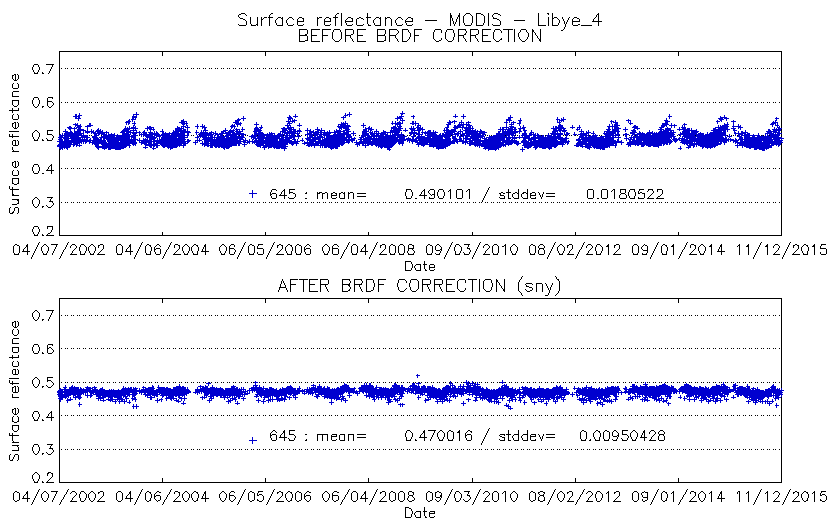 Surface reflectance – MODIS – Libye_4
BEFORE BRDF CORRECTION
0.7
0.6
0.5
0.4
0.3
0.2
Surface reflectance
645 : mean= 0.490101 / stddev= 0.0180522
04/07/2002 04/06/2004 06/05/2006 06/04/2008 09/03/2010 08/02/2012 09/01/2014 11/12/2015
Date
AFTER BRDF CORRECTION (sny)
0.7
0.6
0.5
0.4
0.3
0.2
Surface reflectance
645 : mean= 0.470016 / stddev= 0.00950428
04/07/2002 04/06/2004 06/05/2006 06/04/2008 09/03/2010 08/02/2012 09/01/2014 11/12/2015
Date